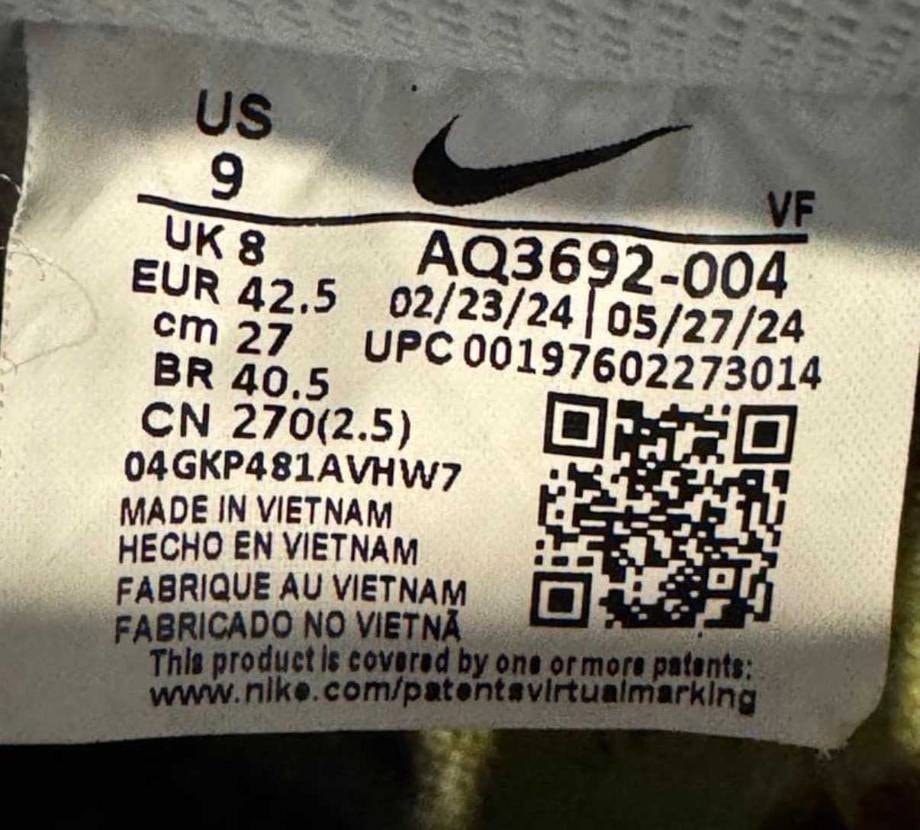 US
9
VF
UK 8
AQ3692-004
EUR 42.5
02/23/24 | 05/27/24
cm 27
UPC 00197602273014
BR 40.5
CN 270(2.5)
04GKP481AVHW7
MADE IN VIETNAM
HECHO EN VIETNAM
FABRIQUE AU VIETNAM
FABRICADO NO VIETNÃ
This product is covered by one or more patents:
www.nike.com/patentsvirtualmarking